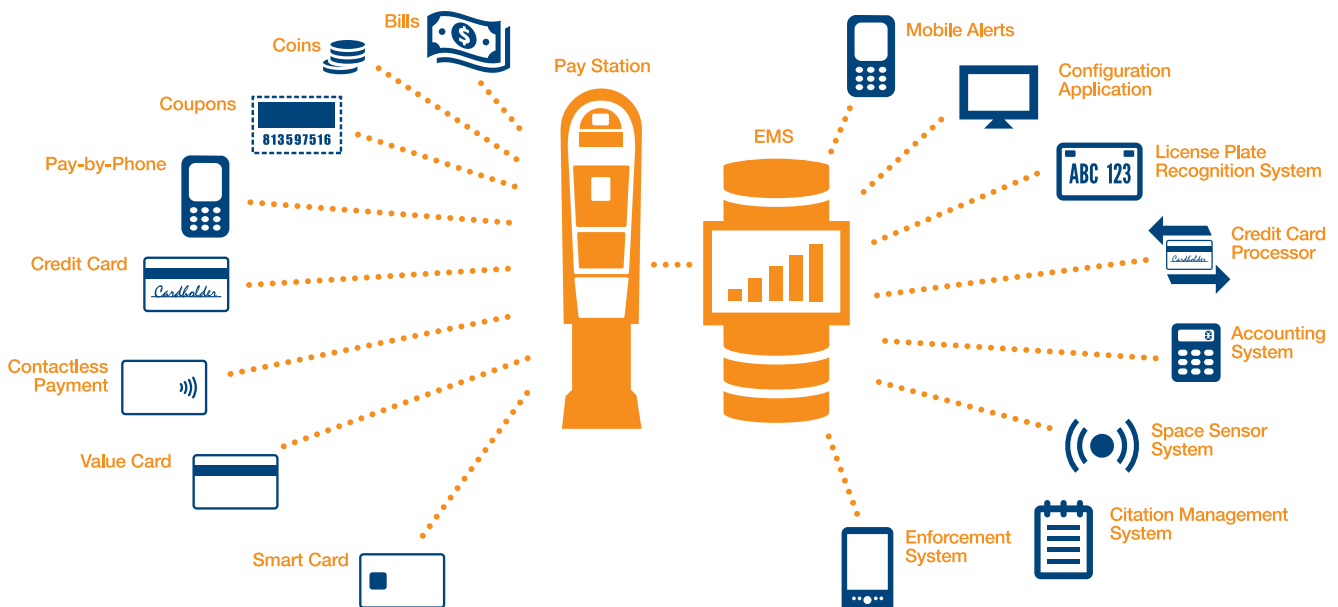 Bills
Coins
Coupons
813597516
Pay-by-Phone
Credit Card
Cardholder
Contactless
Payment
Value Card
Smart Card
Pay Station
EMS
Mobile Alerts
Configuration
Application
ABC 123
License Plate
Recognition System
Cardholder
Credit Card
Processor
Accounting
System
Space Sensor
System
Citation Management
System
Enforcement
System